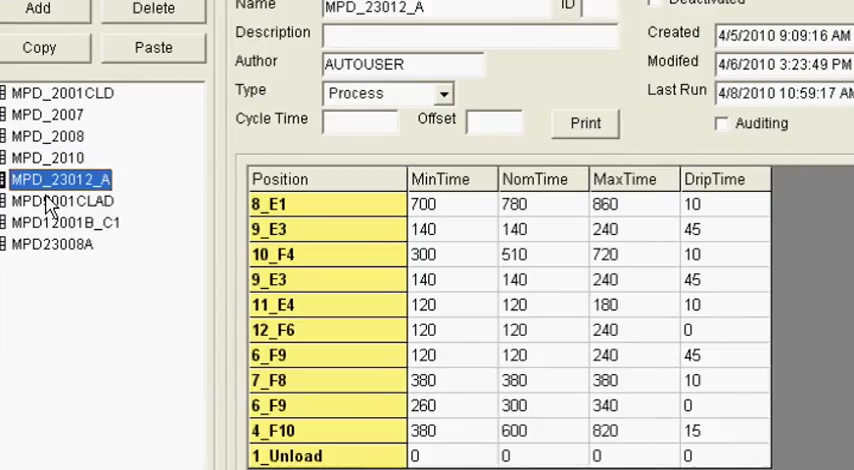 Add Delete
Copy Paste
MPD_2001CLD
MPD_2007
MPD_2008
MPD_2010
MPD_23012_A
MPD12001B_C1
MPD23008A
Name MPD_23012_A ID Deactivated
Description
Author AUTOUSER
Type Process
Cycle Time Offset Print
Created 4/5/2010 9:09:16 AM
Modifed 4/6/2010 3:23:49 PM
Last Run 4/8/2010 10:59:17 AM
Auditing
Position MinTime NomTime MaxTime DripTime
8_E1 700 780 860 10
9_E3 140 140 240 45
10_F4 300 510 720 10
9_E3 140 140 240 45
11_E4 120 120 180 10
12_F6 120 120 240 0
6_F9 120 120 240 45
7_F8 380 380 380 10
6_F9 260 300 340 0
4_F10 380 600 820 15
1_Unload 0 0 0 0